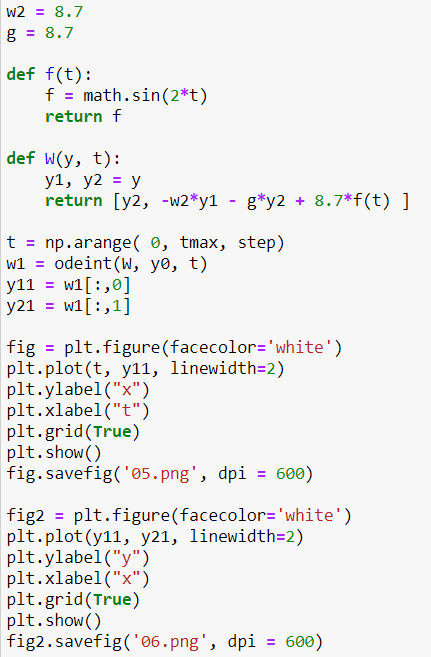 w2 = 8.7
g = 8.7
def f(t):
    f = math.sin(2*t)
    return f
def W(y, t):
    y1, y2 = y
    return [y2, -w2*y1 - g*y2 + 8.7*f(t) ]
t = np.arange( 0, tmax, step)
w1 = odeint(W, y0, t)
y11 = w1[:,0]
y21 = w1[:,1]
fig = plt.figure(facecolor='white')
plt.plot(t, y11, linewidth=2)
plt.ylabel("x")
plt.xlabel("t")
plt.grid(True)
plt.show()
fig.savefig('05.png', dpi = 600)
fig2 = plt.figure(facecolor='white')
plt.plot(y11, y21, linewidth=2)
plt.ylabel("y")
plt.xlabel("x")
plt.grid(True)
plt.show()
fig2.savefig('06.png', dpi = 600)